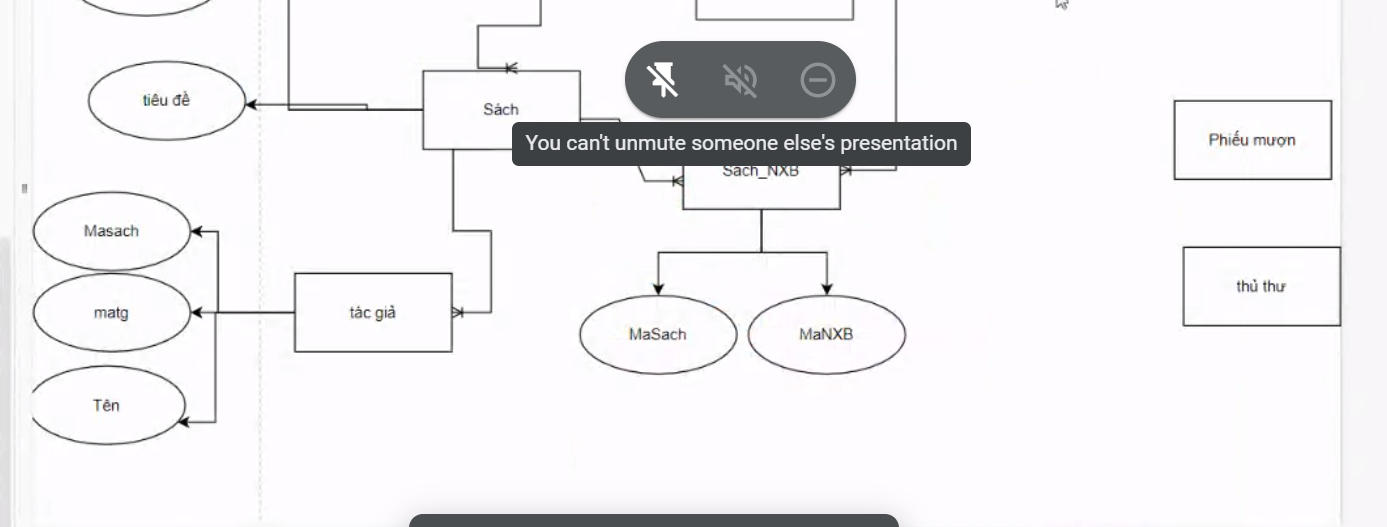 tiêu đề
Sách
You can't unmute someone else's presentation
Phiếu mượn
Sach_NXB
Masach
matg
tác giả
thủ thư
MaSach
MaNXB
Tên